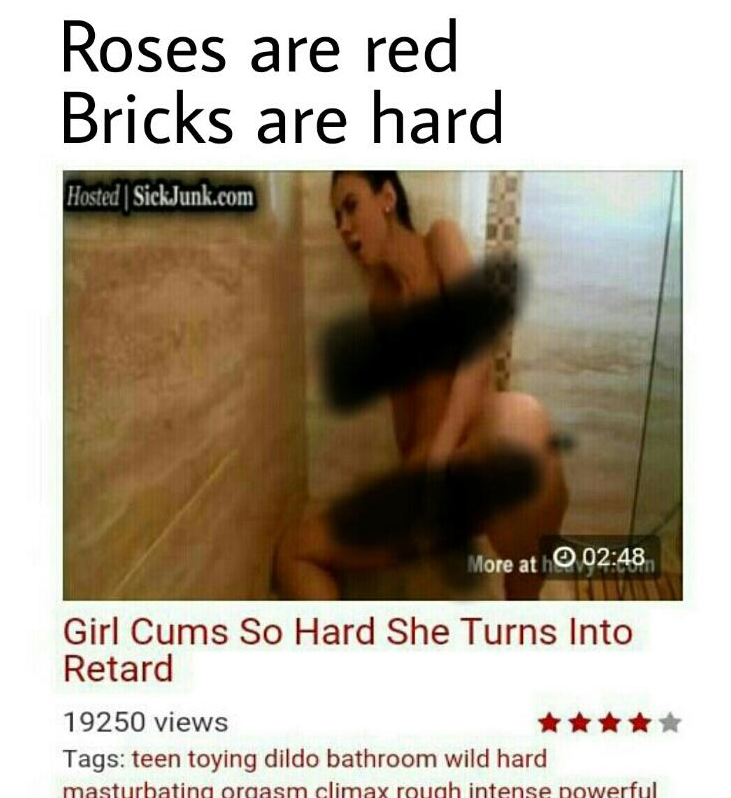 Roses are red
Bricks are hard
Hosted | SickJunk.com
More at
02:48
Girl Cums So Hard She Turns Into
Retard
19250 views
Tags: teen toying dildo bathroom wild hard
masturbating orgasm climax rough intense powerful